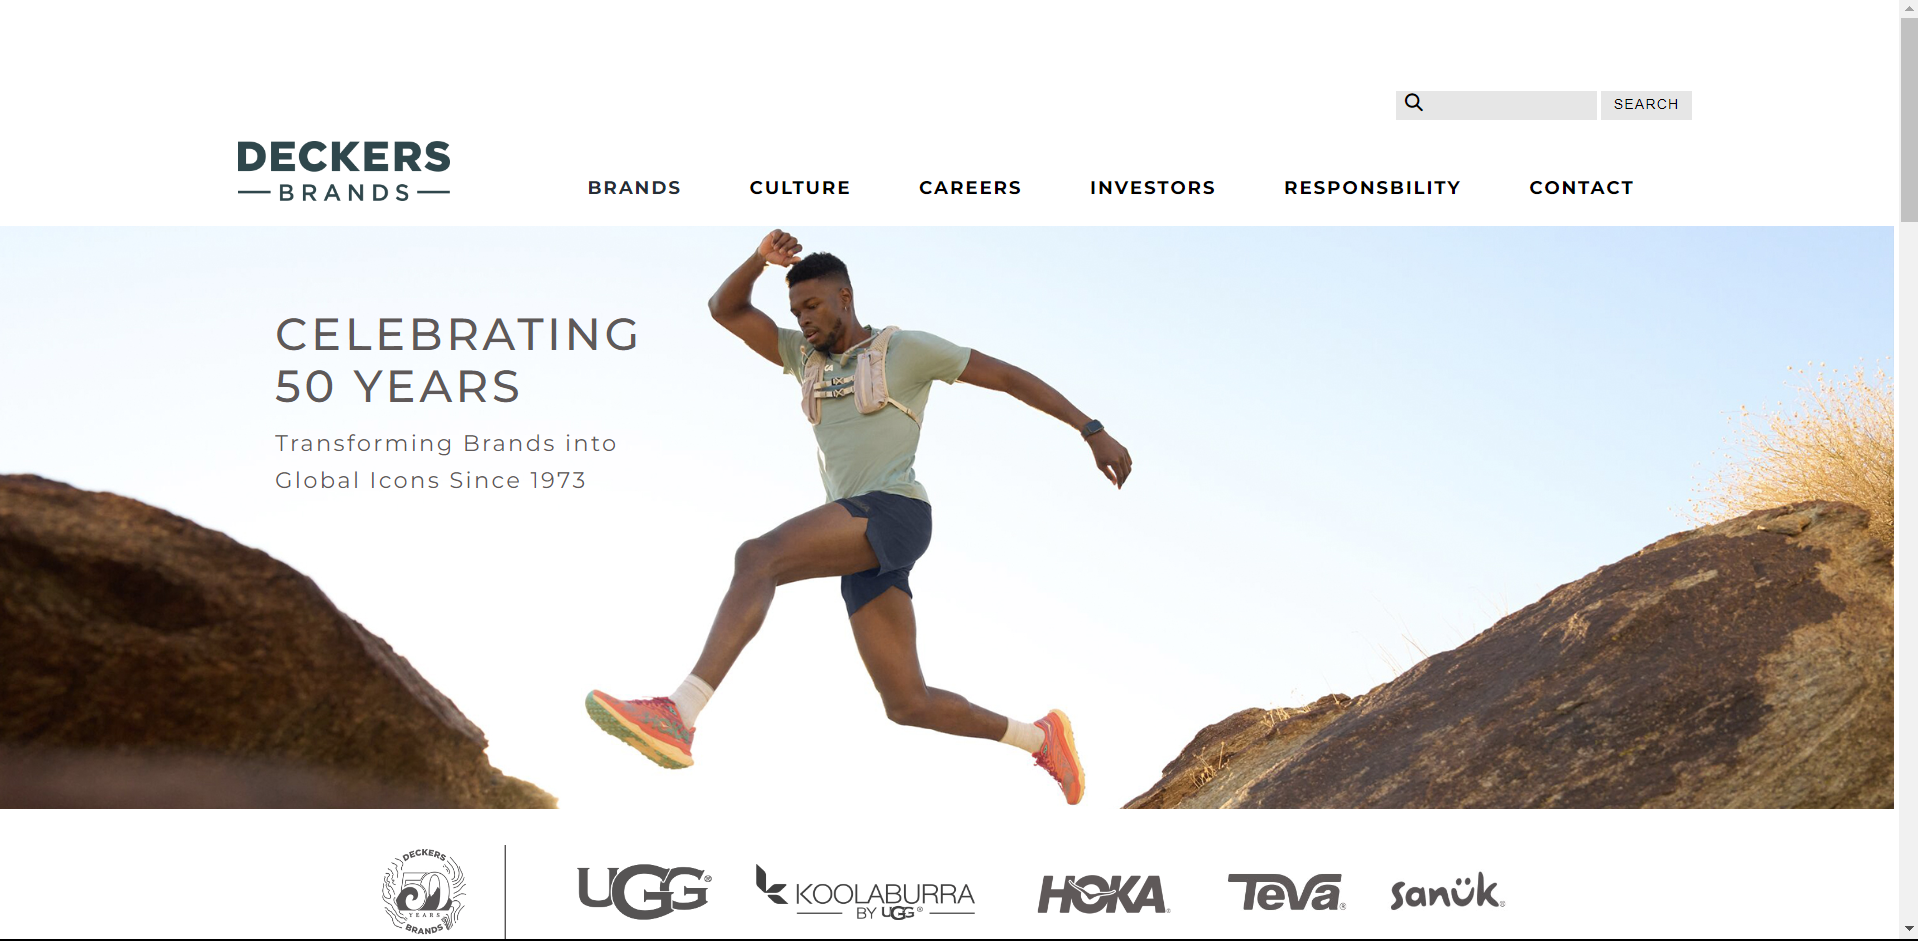 SEARCH
DECKERS
BRANDS
BRANDS CULTURE CAREERS INVESTORS RESPONSBILITY CONTACT
CELEBRATING
50 YEARS
Transforming Brands into
Global Icons Since 1973
DECKERS
50
YEARS
BRANDS
UGG®
KOOLABURRA
BY UGG®
HOKA®
TeVa®
sanük®